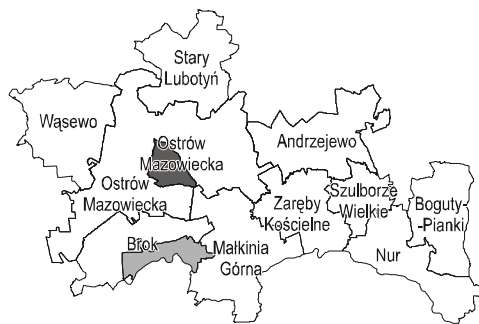 Stary
Lubotyń
Wąsewo
Ostrów
Mazowiecka
Andrzejewo
Ostrów
Mazowiecka
Zaręby
Kościelne
Szulborze
Wielkie
Boguty-
-Pianki
Brok
Małkinia
Górna
Nur